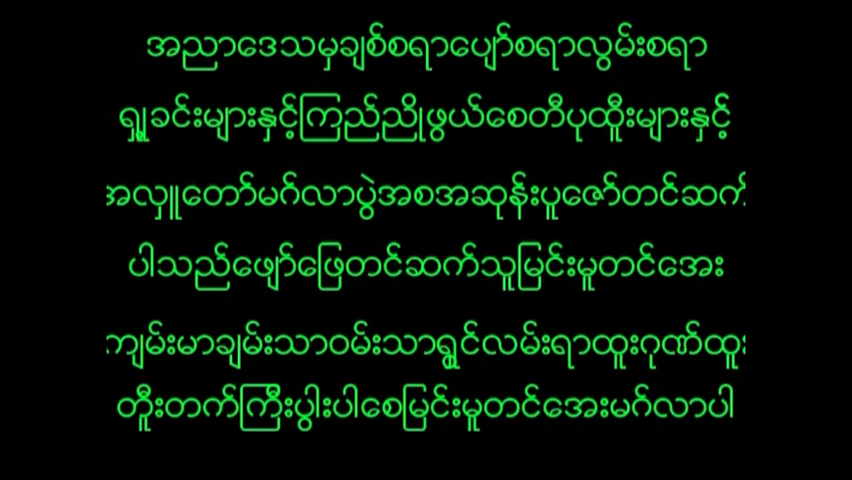 အညာဒေသမှချစ်စရာပျော်စရာလွမ်းစရာ
ရှုခင်းများနှင့်ကြည်ညိုဖွယ်စေတီပုထိုးများနှင့်
အလှူတော်မင်္ဂလာပွဲအစအဆုန်းပူဇော်တင်ဆက်
ပါသည်ဖျော်ဖြေတင်ဆက်သူမြင်းမူတင်အေး
ကျမ်းမာချမ်းသာဝမ်းသာရွှင်လမ်းရာထူးဂုဏ်ထူး
တိုးတက်ကြီးပွါးပါစေမြင်းမူတင်အေးမင်္ဂလာပါ